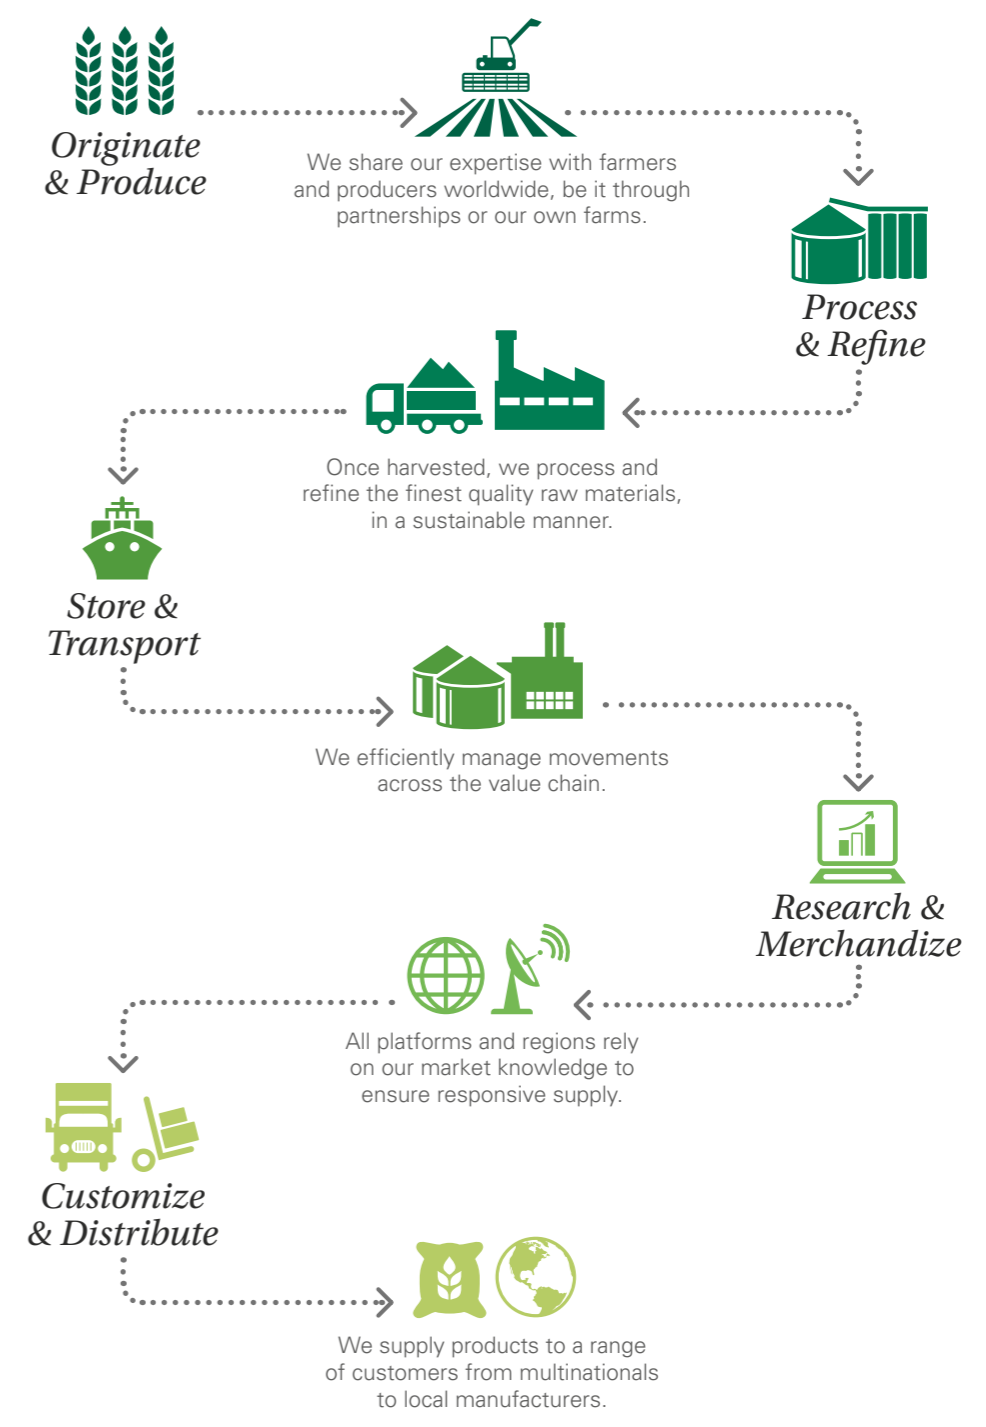 Originate
& Produce
We share our expertise with farmers
and producers worldwide, be it through
partnerships or our own farms.
Process
& Refine
Once harvested, we process and
refine the finest quality raw materials,
in a sustainable manner.
Store &
Transport
We efficiently manage movements
across the value chain.
Research &
Merchandize
All platforms and regions rely
on our market knowledge to
ensure responsive supply.
Customize
& Distribute
We supply products to a range
of customers from multinationals
to local manufacturers.